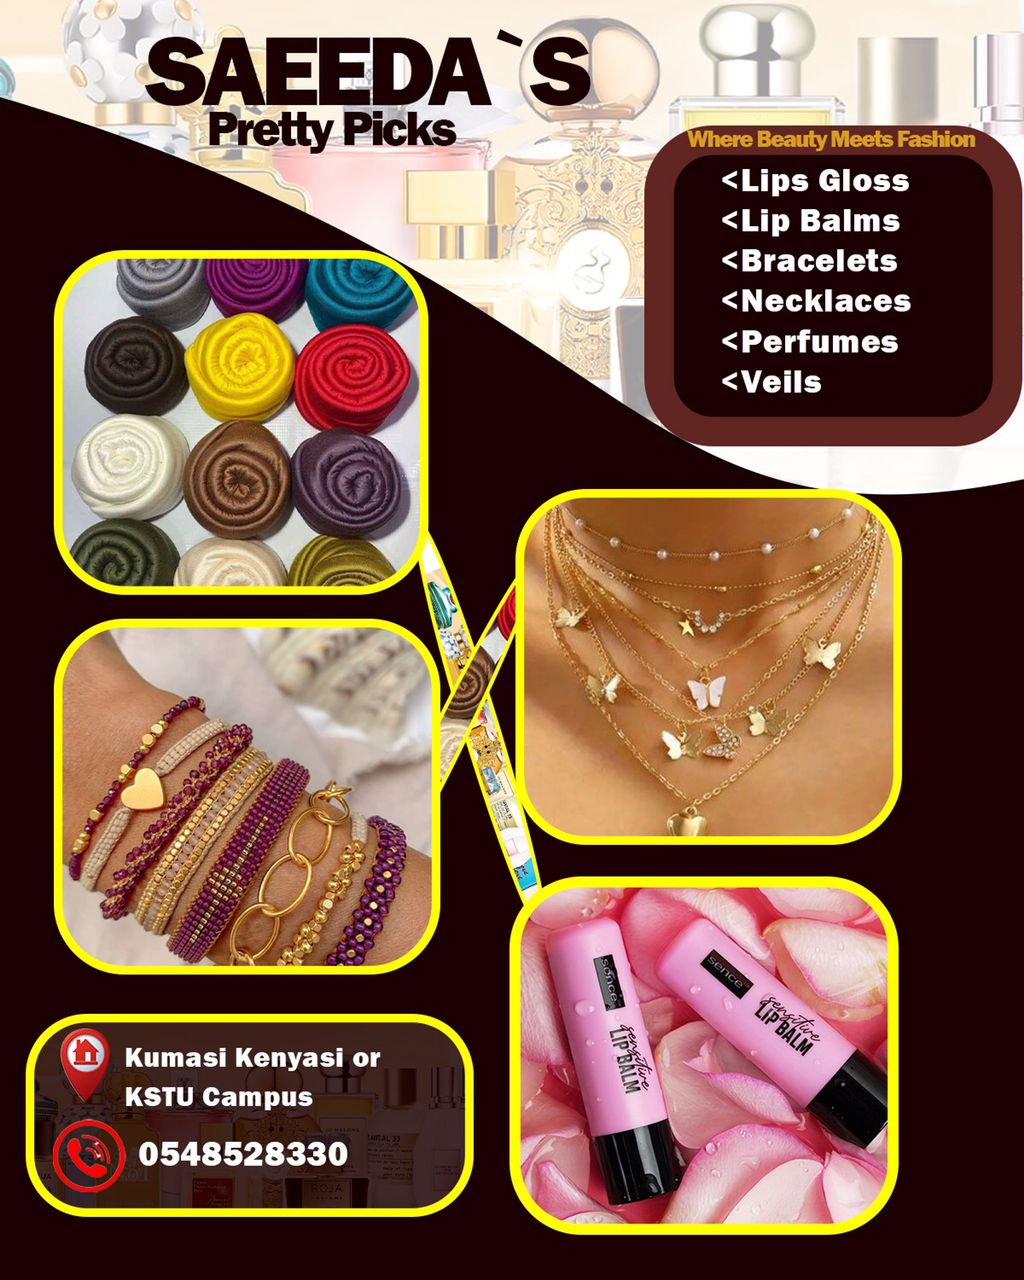 SAEEDA`S
Pretty Picks
Where Beauty Meets Fashion
<Lips Gloss
<Lip Balms
<Bracelets
<Necklaces
<Perfumes
<Veils
sence
sensitive
LIP BALM
sence
sensitive
LIP BALM
Kumasi Kenyasi or
KSTU Campus
0548528330